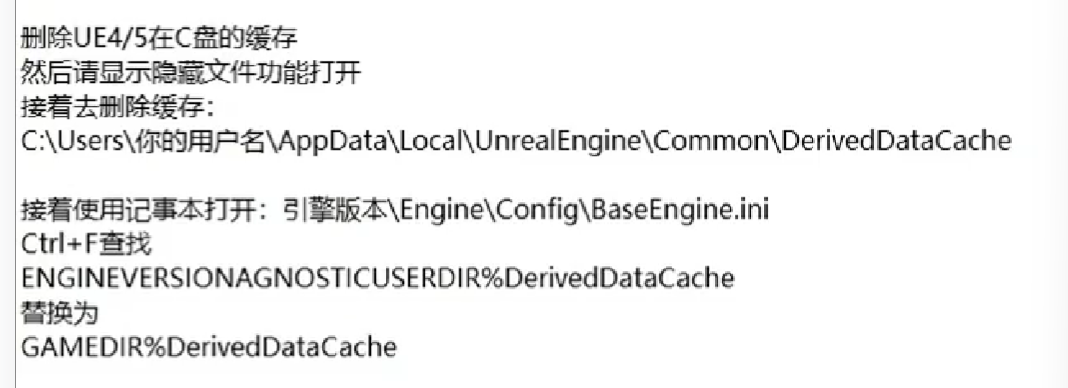 删除UE4/5在C盘的缓存
然后请显示隐藏文件功能打开
接着去删除缓存：
C:\Users\你的用户名\AppData\Local\UnrealEngine\Common\DerivedDataCache
接着使用记事本打开：引擎版本\Engine\Config\BaseEngine.ini
Ctrl+F查找
ENGINEVERSIONAGNOSTICUSERDIR%DerivedDataCache
替换为
GAMEDIR%DerivedDataCache